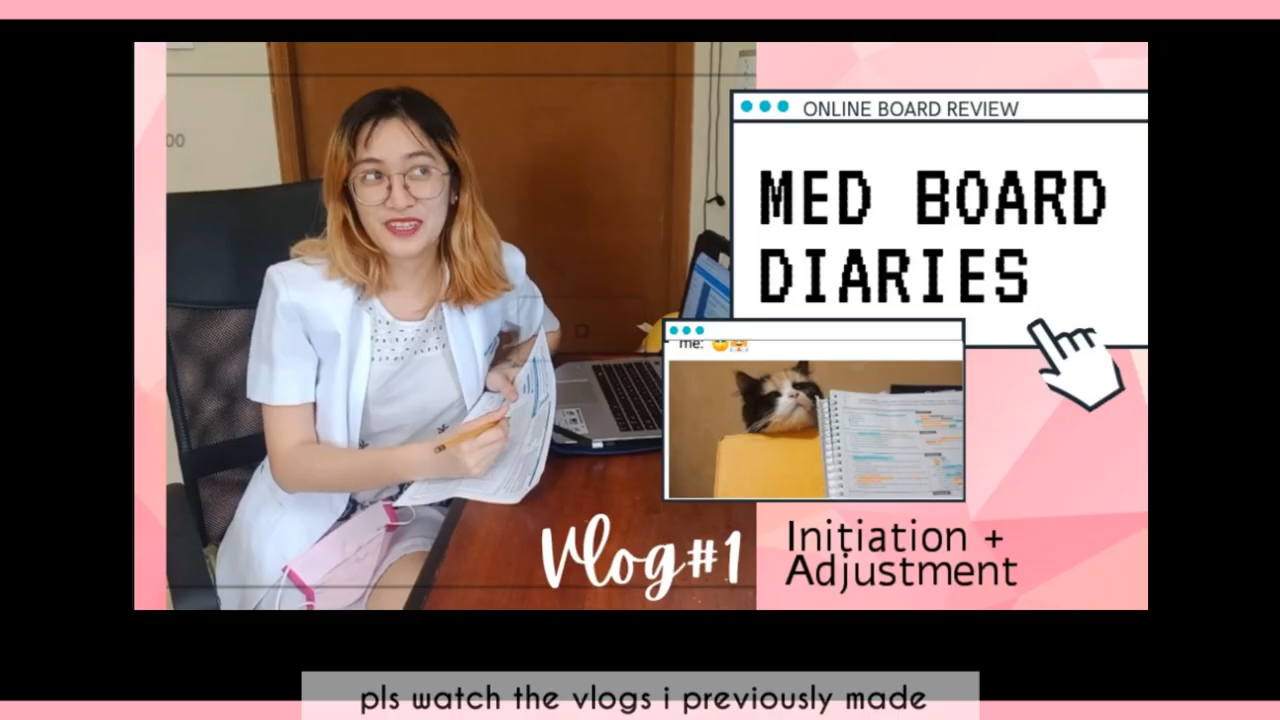 ONLINE BOARD REVIEW
MED BOARD
DIARIES
me:
Vlog#1
Initiation +
Adjustment
pls watch the vlogs i previously made